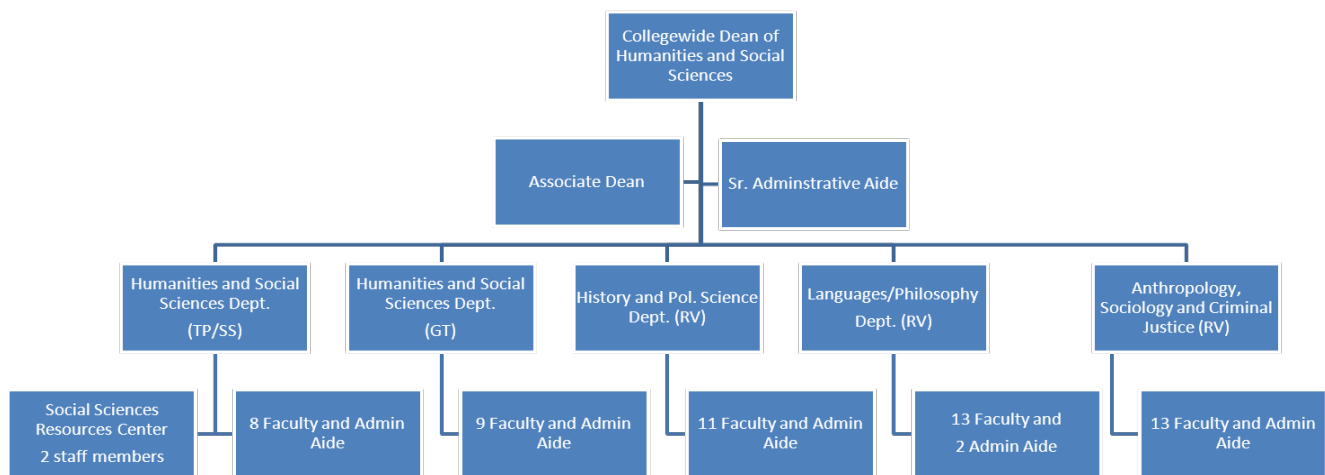 Collegewide Dean of
Humanities and Social
Sciences
Associate Dean
Sr. Adminstrative Aide
Humanities and Social
Sciences Dept.
(TP/SS)
Humanities and Social
Sciences Dept.
(GT)
History and Pol. Science
Dept. (RV)
Languages/Philosophy
Dept. (RV)
Anthropology,
Sociology and Criminal
Justice (RV)
Social Sciences
Resources Center
2 staff members
8 Faculty and Admin
Aide
9 Faculty and Admin
Aide
11 Faculty and Admin
Aide
13 Faculty and
2 Admin Aide
13 Faculty and Admin
Aide